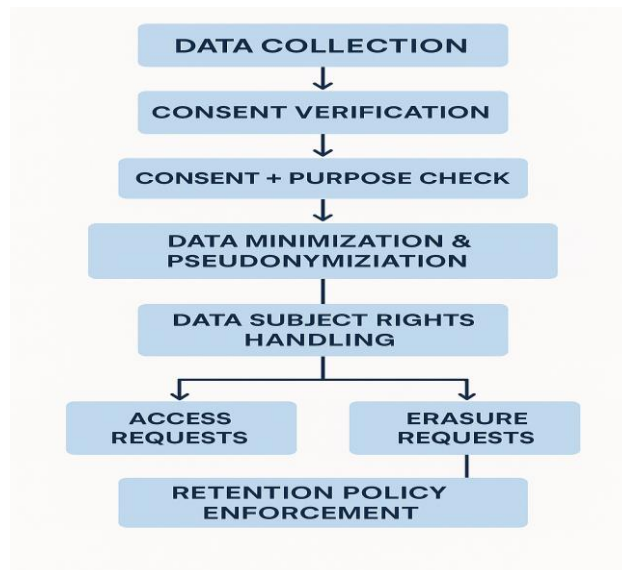 DATA COLLECTION
CONSENT VERIFICATION
CONSENT + PURPOSE CHECK
DATA MINIMIZATION &
PSEUDONYMIZIATION
DATA SUBJECT RIGHTS
HANDLING
ACCESS
REQUESTS
ERASURE
REQUESTS
RETENTION POLICY
ENFORCEMENT